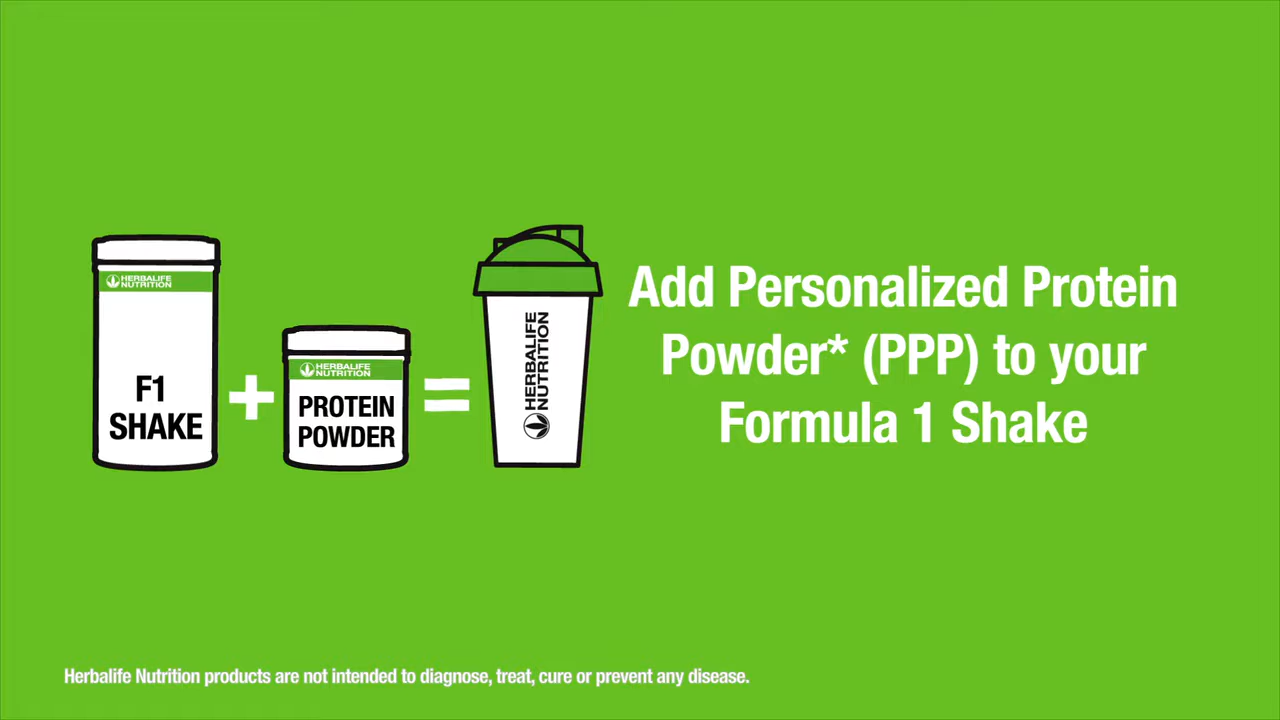 HERBALIFE
NUTRITION
F1
SHAKE
+
HERBALIFE
NUTRITION
PROTEIN
POWDER
=
HERBALIFE
NUTRITION
Add Personalized Protein
Powder* (PPP) to your
Formula 1 Shake
Herbalife Nutrition products are not intended to diagnose, treat, cure or prevent any disease.